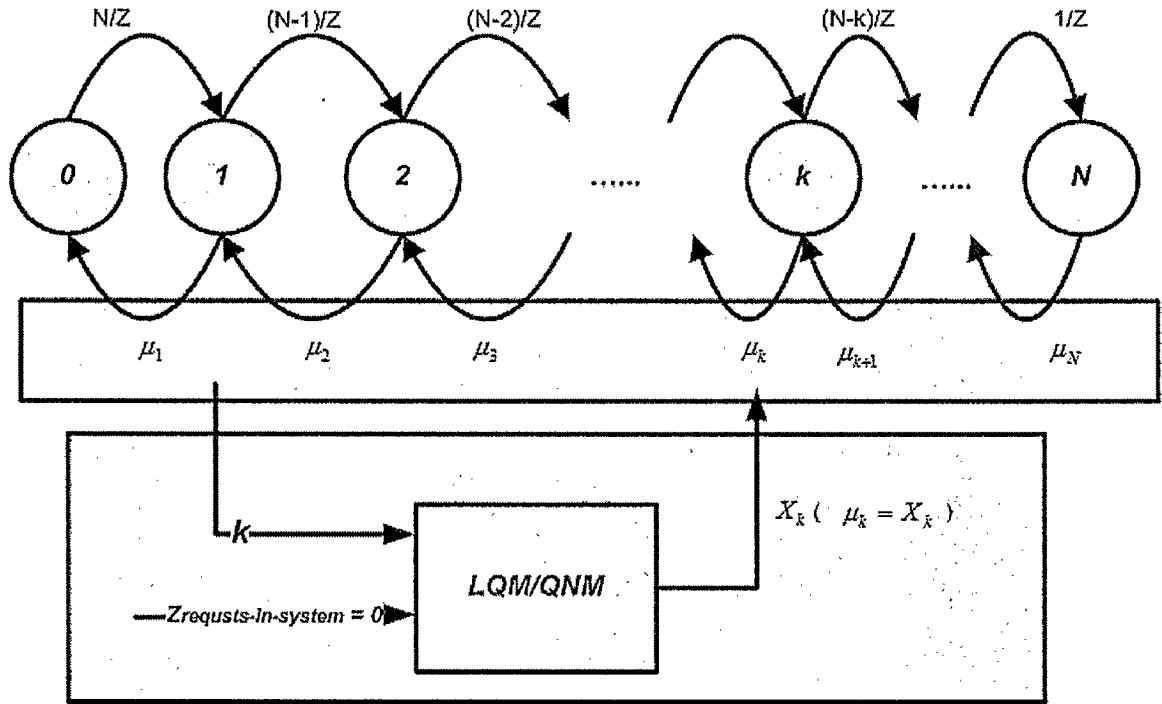 N/Z (N-1)/Z (N-2)/Z (N-k)/Z 1/Z
0 1 2 ...... k ...... N
μ₁ μ₂ μ₃ μₖ μₖ₊₁ μ_N
k
LQM/QNM
Xₖ ( μₖ = Xₖ )
Zrequsts-in-system = 0